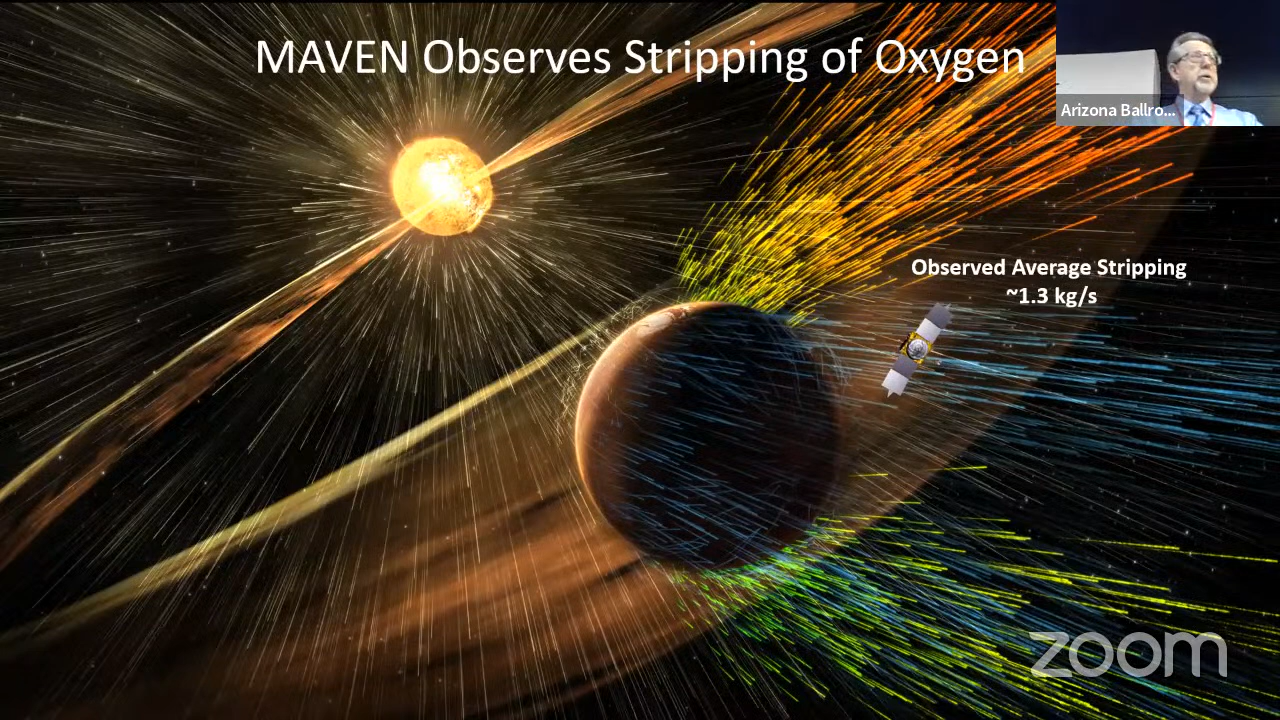 MAVEN Observes Stripping of Oxygen
Arizona Ballro...
Observed Average Stripping
~1.3 kg/s
zoom